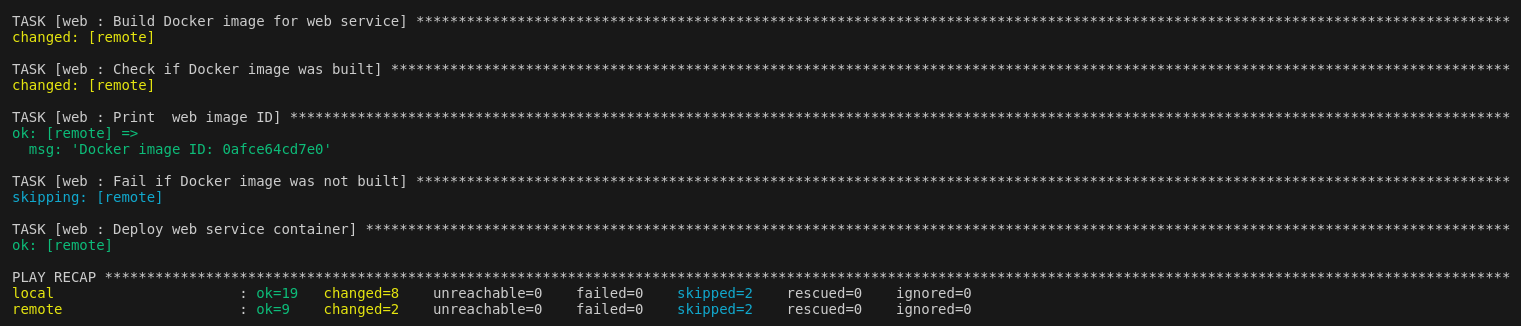 TASK [web : Build Docker image for web service] **********************************************************************************************************************************
changed: [remote]
TASK [web : Check if Docker image was built] *************************************************************************************************************************************
changed: [remote]
TASK [web : Print  web image ID] *************************************************************************************************************************************************
ok: [remote] =>
  msg: 'Docker image ID: 0afce64cd7e0'
TASK [web : Fail if Docker image was not built] **********************************************************************************************************************************
skipping: [remote]
TASK [web : Deploy web service container] ****************************************************************************************************************************************
ok: [remote]
PLAY RECAP ***********************************************************************************************************************************************************************
local                      : ok=19   changed=8    unreachable=0    failed=0    skipped=2    rescued=0    ignored=0
remote                     : ok=9    changed=2    unreachable=0    failed=0    skipped=2    rescued=0    ignored=0